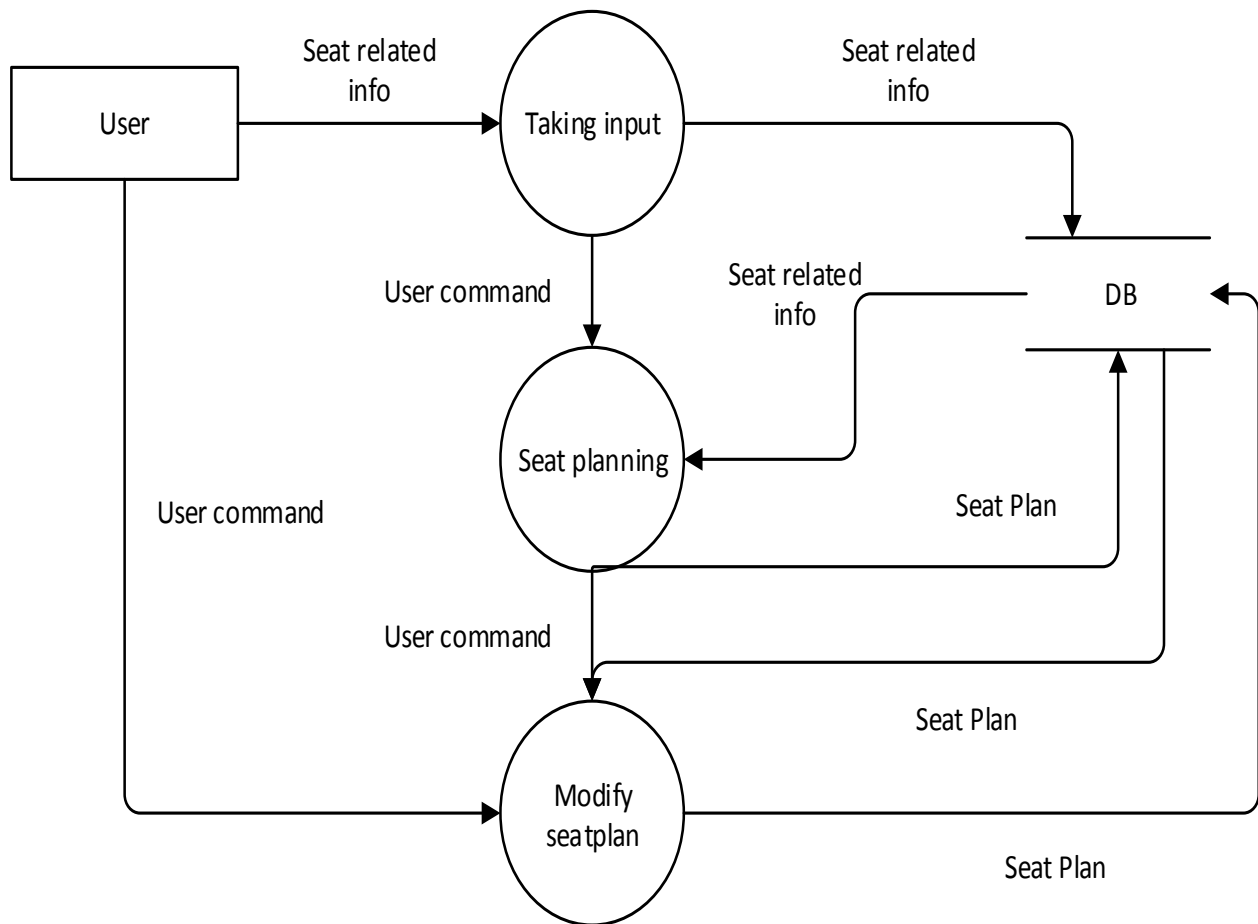 Seat related
info
Seat related
info
User
Taking input
User command
Seat related
info
DB
Seat planning
User command
Seat Plan
User command
Seat Plan
Modify
seatplan
Seat Plan